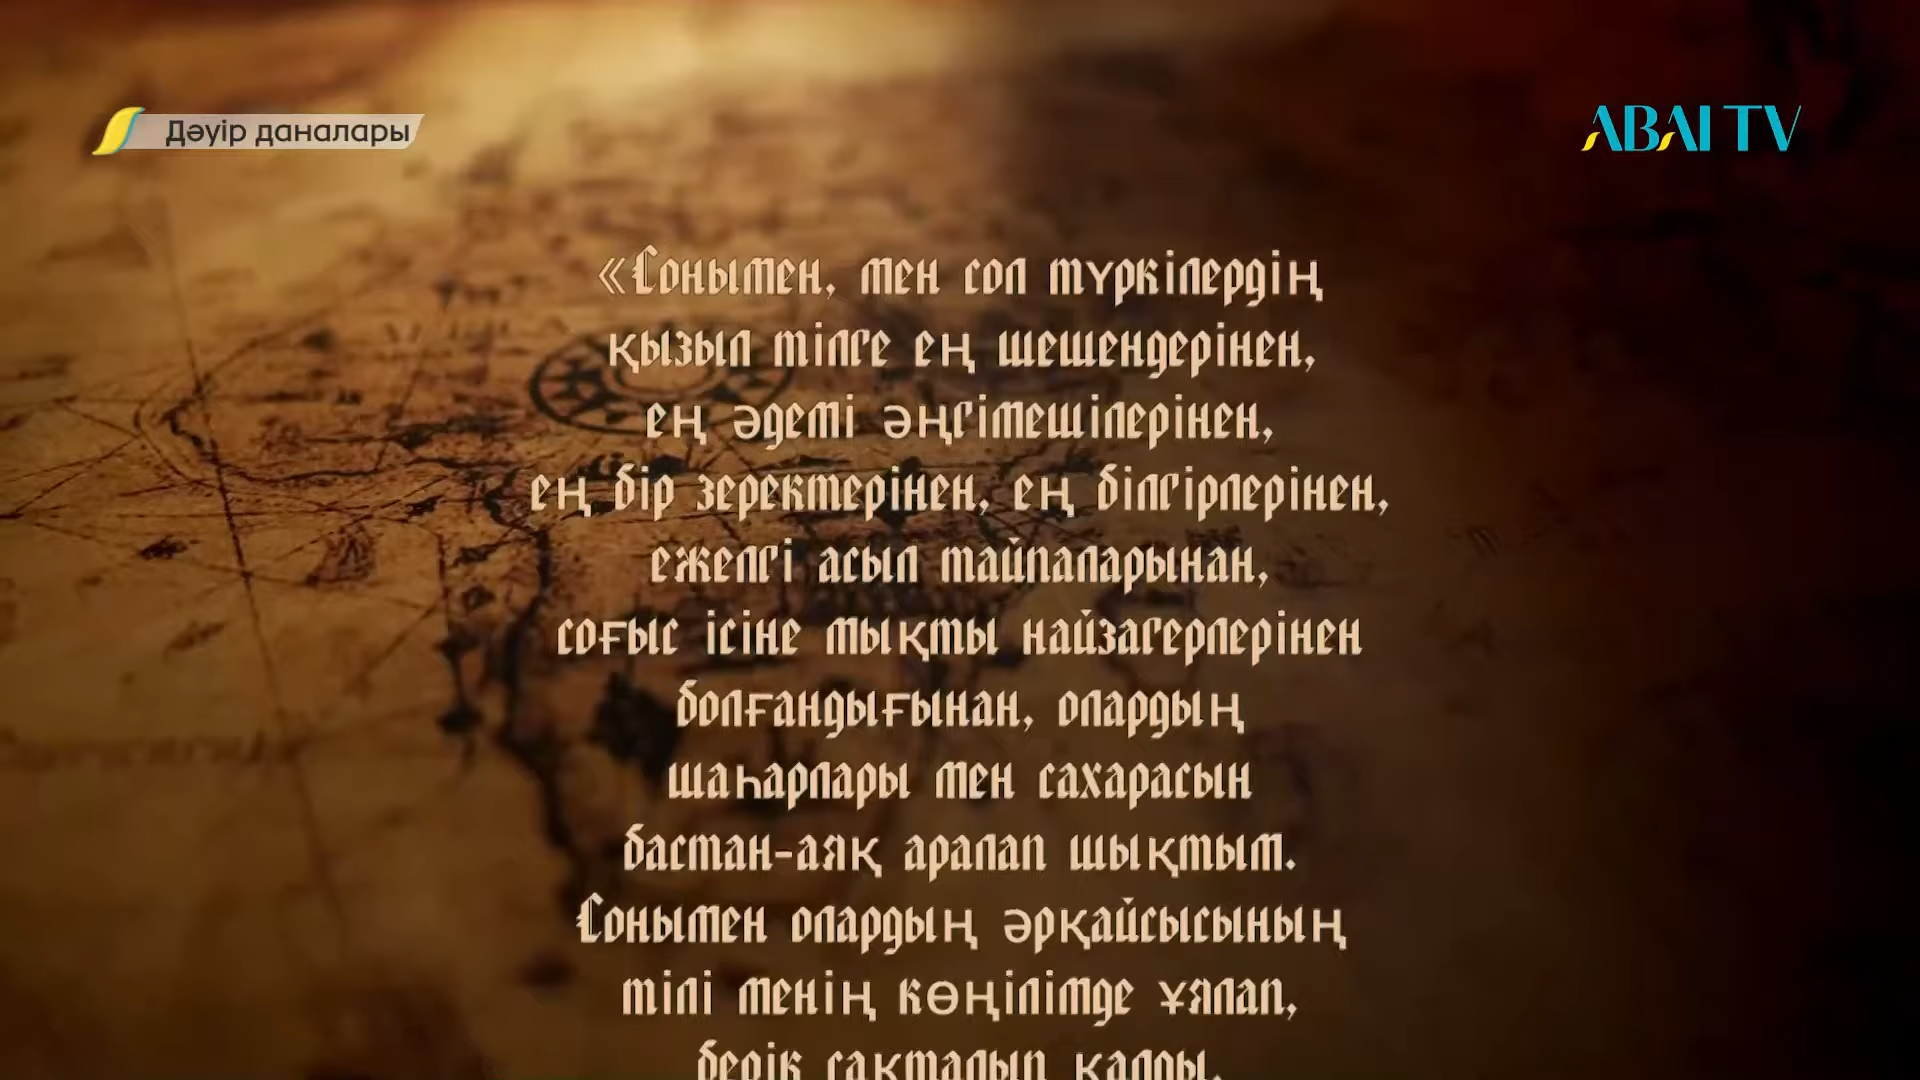 Дәуір даналары
ABAI TV
«Сонымен, мен сол түркілердің
қызыл тілге ең шешендерінен,
ең әдемі әңгімешілерінен,
ең бір зеректерінен, ең білгірлерінен,
ежелгі асыл тайпаларынан,
соғыс ісіне мықты найзагерлерінен
болғандығынан, олардың
шаһарлары мен сахарасын
бастан-аяқ аралап шықтым.
Сонымен олардың әрқайсысының
тілі менің көңілімде ұялап,
берік сақталып қалды.